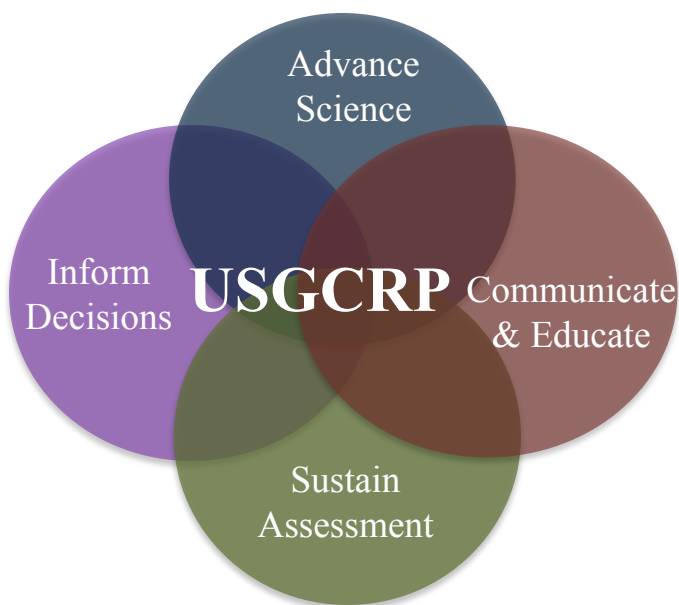 Advance
Science
Inform
Decisions
USGCRP
Communicate
& Educate
Sustain
Assessment